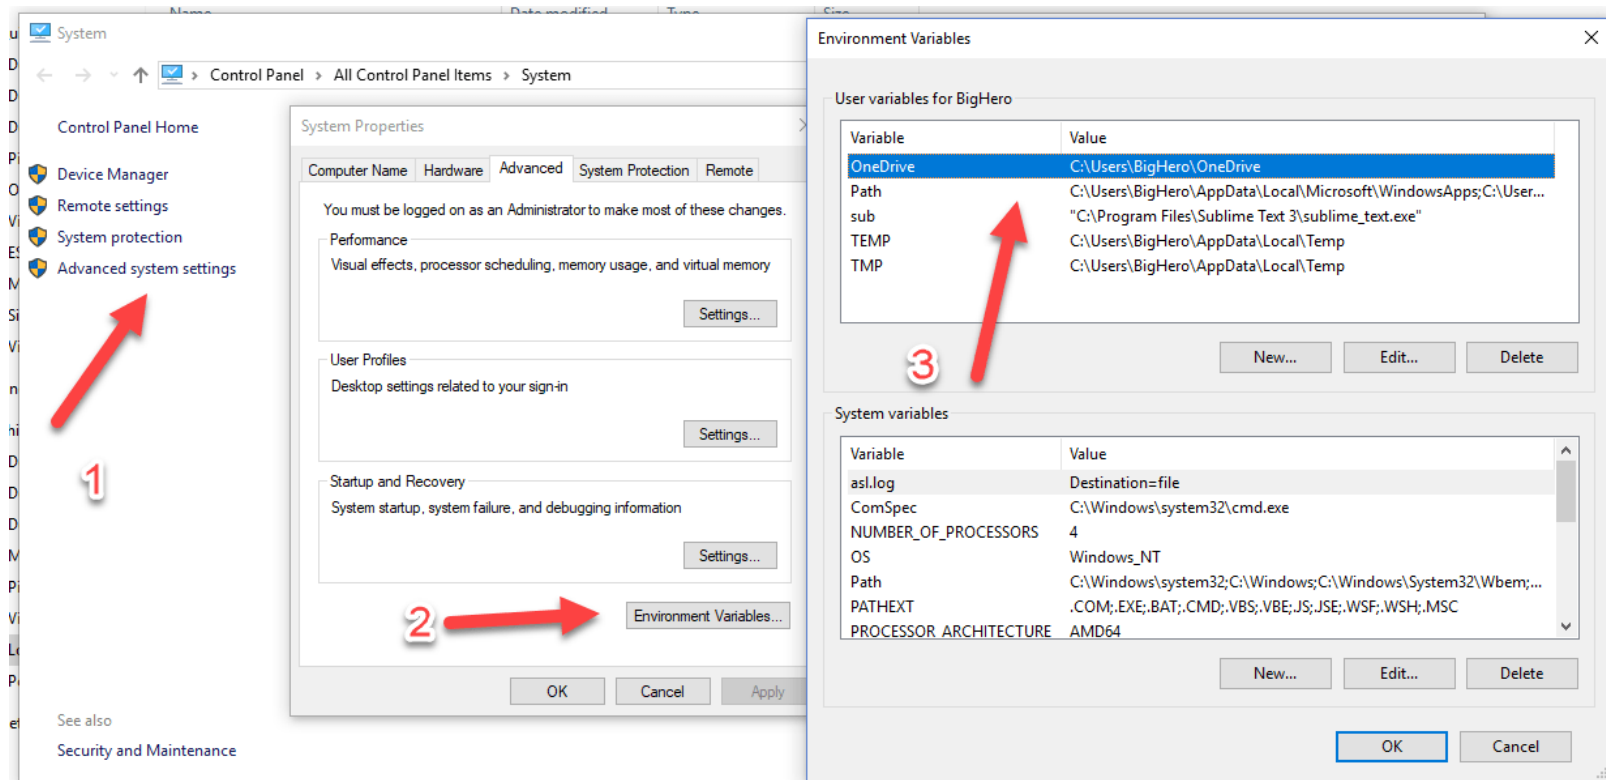 Name Date modified Type Size
System
Control Panel > All Control Panel Items > System
Control Panel Home
Device Manager
Remote settings
System protection
Advanced system settings
1
See also
Security and Maintenance
System Properties
Computer Name Hardware Advanced System Protection Remote
You must be logged on as an Administrator to make most of these changes.
Performance
Visual effects, processor scheduling, memory usage, and virtual memory
Settings...
User Profiles
Desktop settings related to your sign-in
Settings...
Startup and Recovery
System startup, system failure, and debugging information
Settings...
2
Environment Variables...
OK Cancel Apply
Environment Variables
User variables for BigHero
Variable Value
OneDrive C:\Users\BigHero\OneDrive
Path C:\Users\BigHero\AppData\Local\Microsoft\WindowsApps;C:\User...
sub "C:\Program Files\Sublime Text 3\sublime_text.exe"
TEMP C:\Users\BigHero\AppData\Local\Temp
TMP C:\Users\BigHero\AppData\Local\Temp
3
New... Edit... Delete
System variables
Variable Value
asl.log Destination=file
ComSpec C:\Windows\system32\cmd.exe
NUMBER_OF_PROCESSORS 4
OS Windows_NT
Path C:\Windows\system32;C:\Windows;C:\Windows\System32\Wbem;...
PATHEXT .COM;.EXE;.BAT;.CMD;.VBS;.VBE;.JS;.JSE;.WSF;.WSH;.MSC
PROCESSOR_ARCHITECTURE AMD64
New... Edit... Delete
OK Cancel